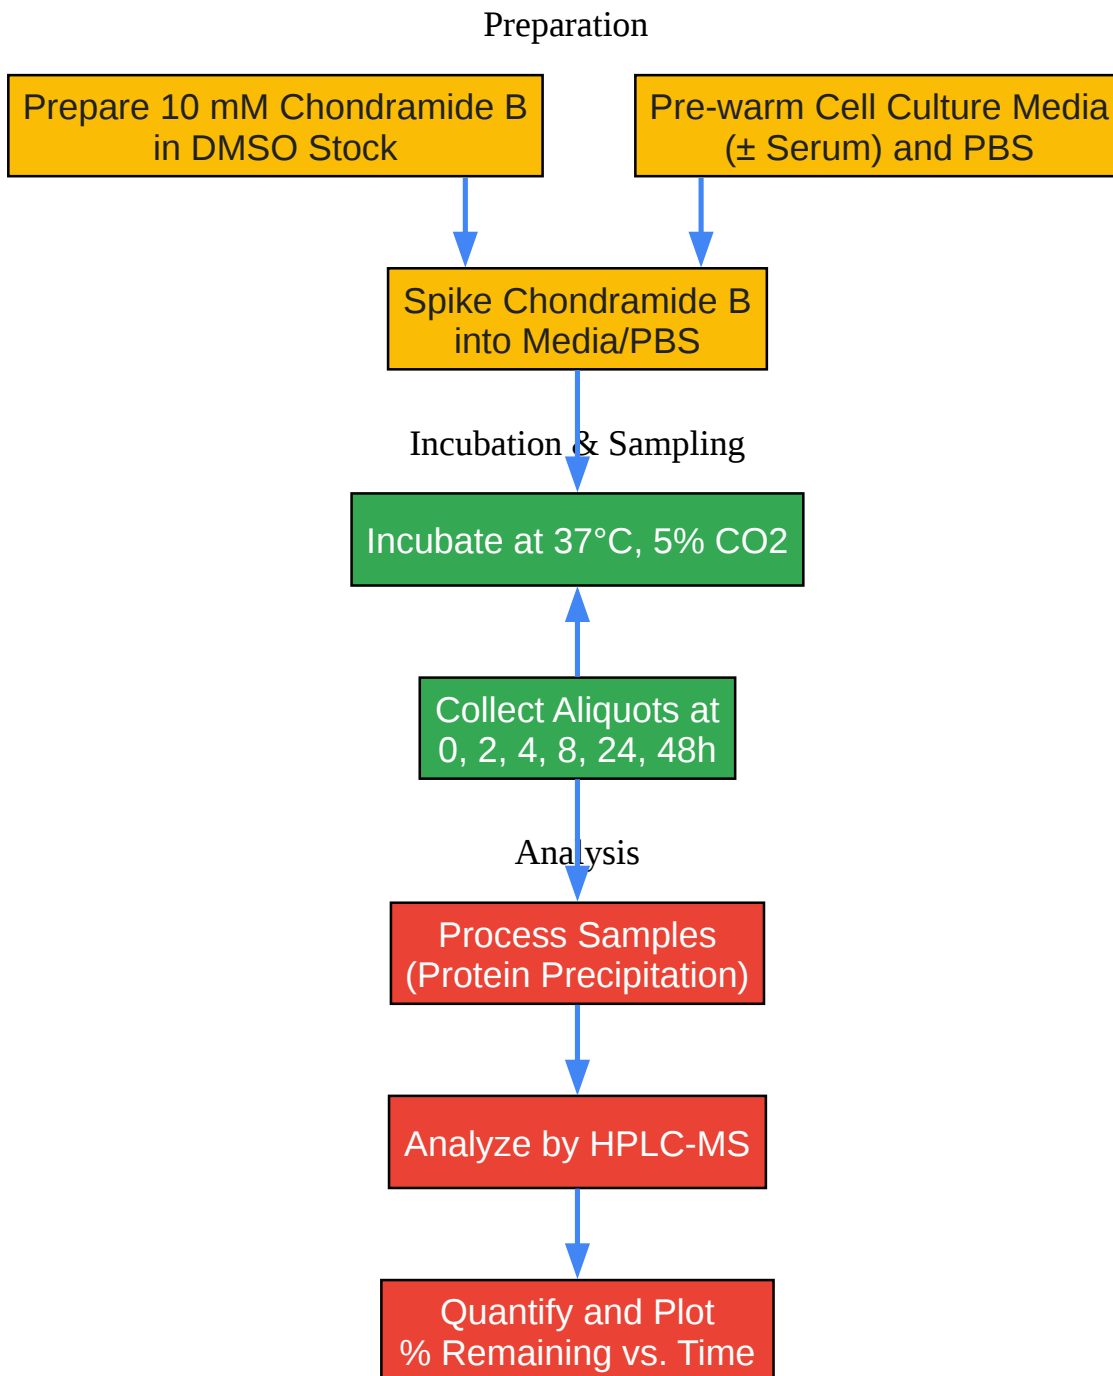 Preparation
Prepare 10 mM Chondramide B
in DMSO Stock
Pre-warm Cell Culture Media
(± Serum) and PBS
Spike Chondramide B
into Media/PBS
Incubation & Sampling
Incubate at 37°C, 5% CO2
Collect Aliquots at
0, 2, 4, 8, 24, 48h
Analysis
Process Samples
(Protein Precipitation)
Analyze by HPLC-MS
Quantify and Plot
% Remaining vs. Time